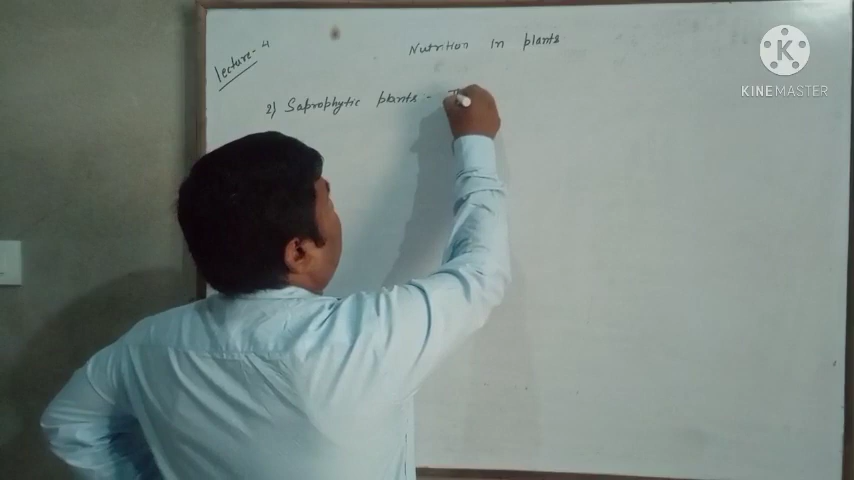 Lecture-4
Nutrition in plants
2) Saprophytic plants -
KINEMASTER